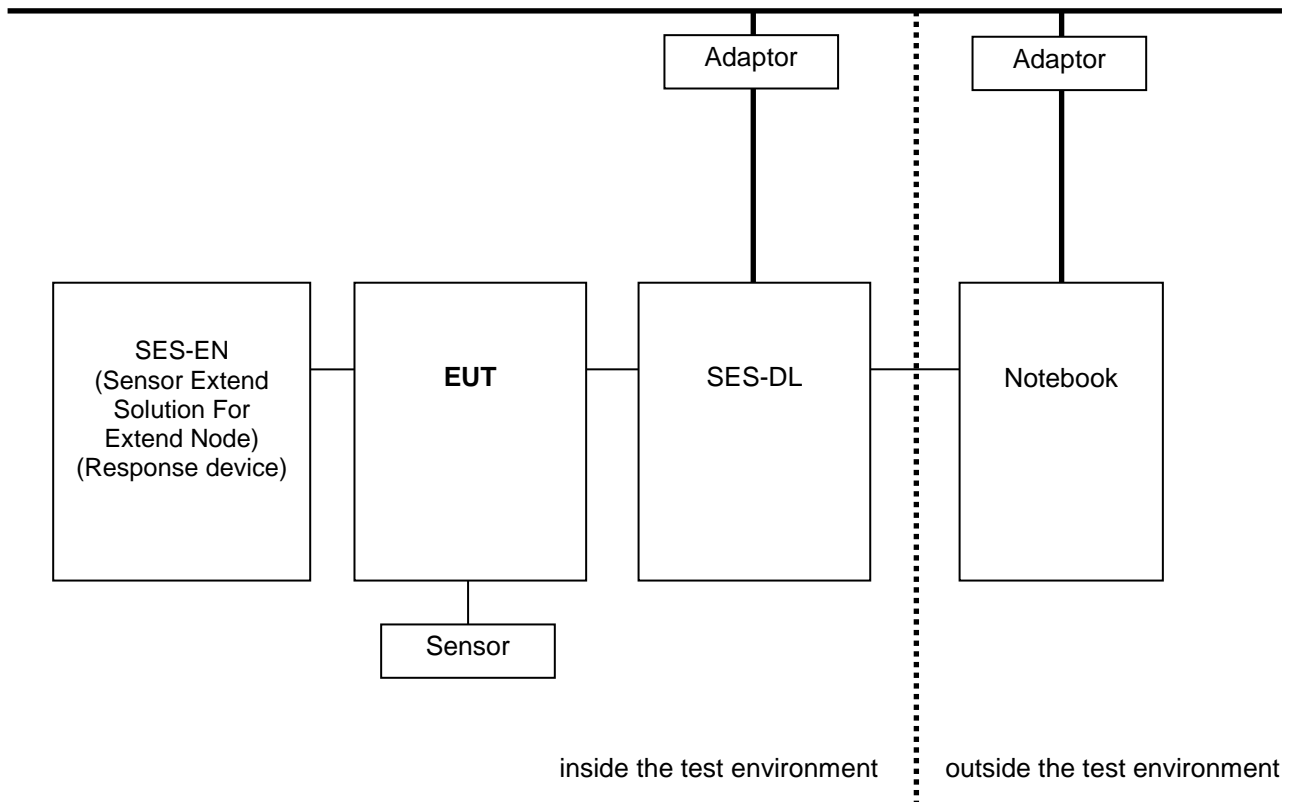 Adaptor
Adaptor
SES-EN
(Sensor Extend
Solution For
Extend Node)
(Response device)
EUT
SES-DL
Notebook
Sensor
inside the test environment
outside the test environment